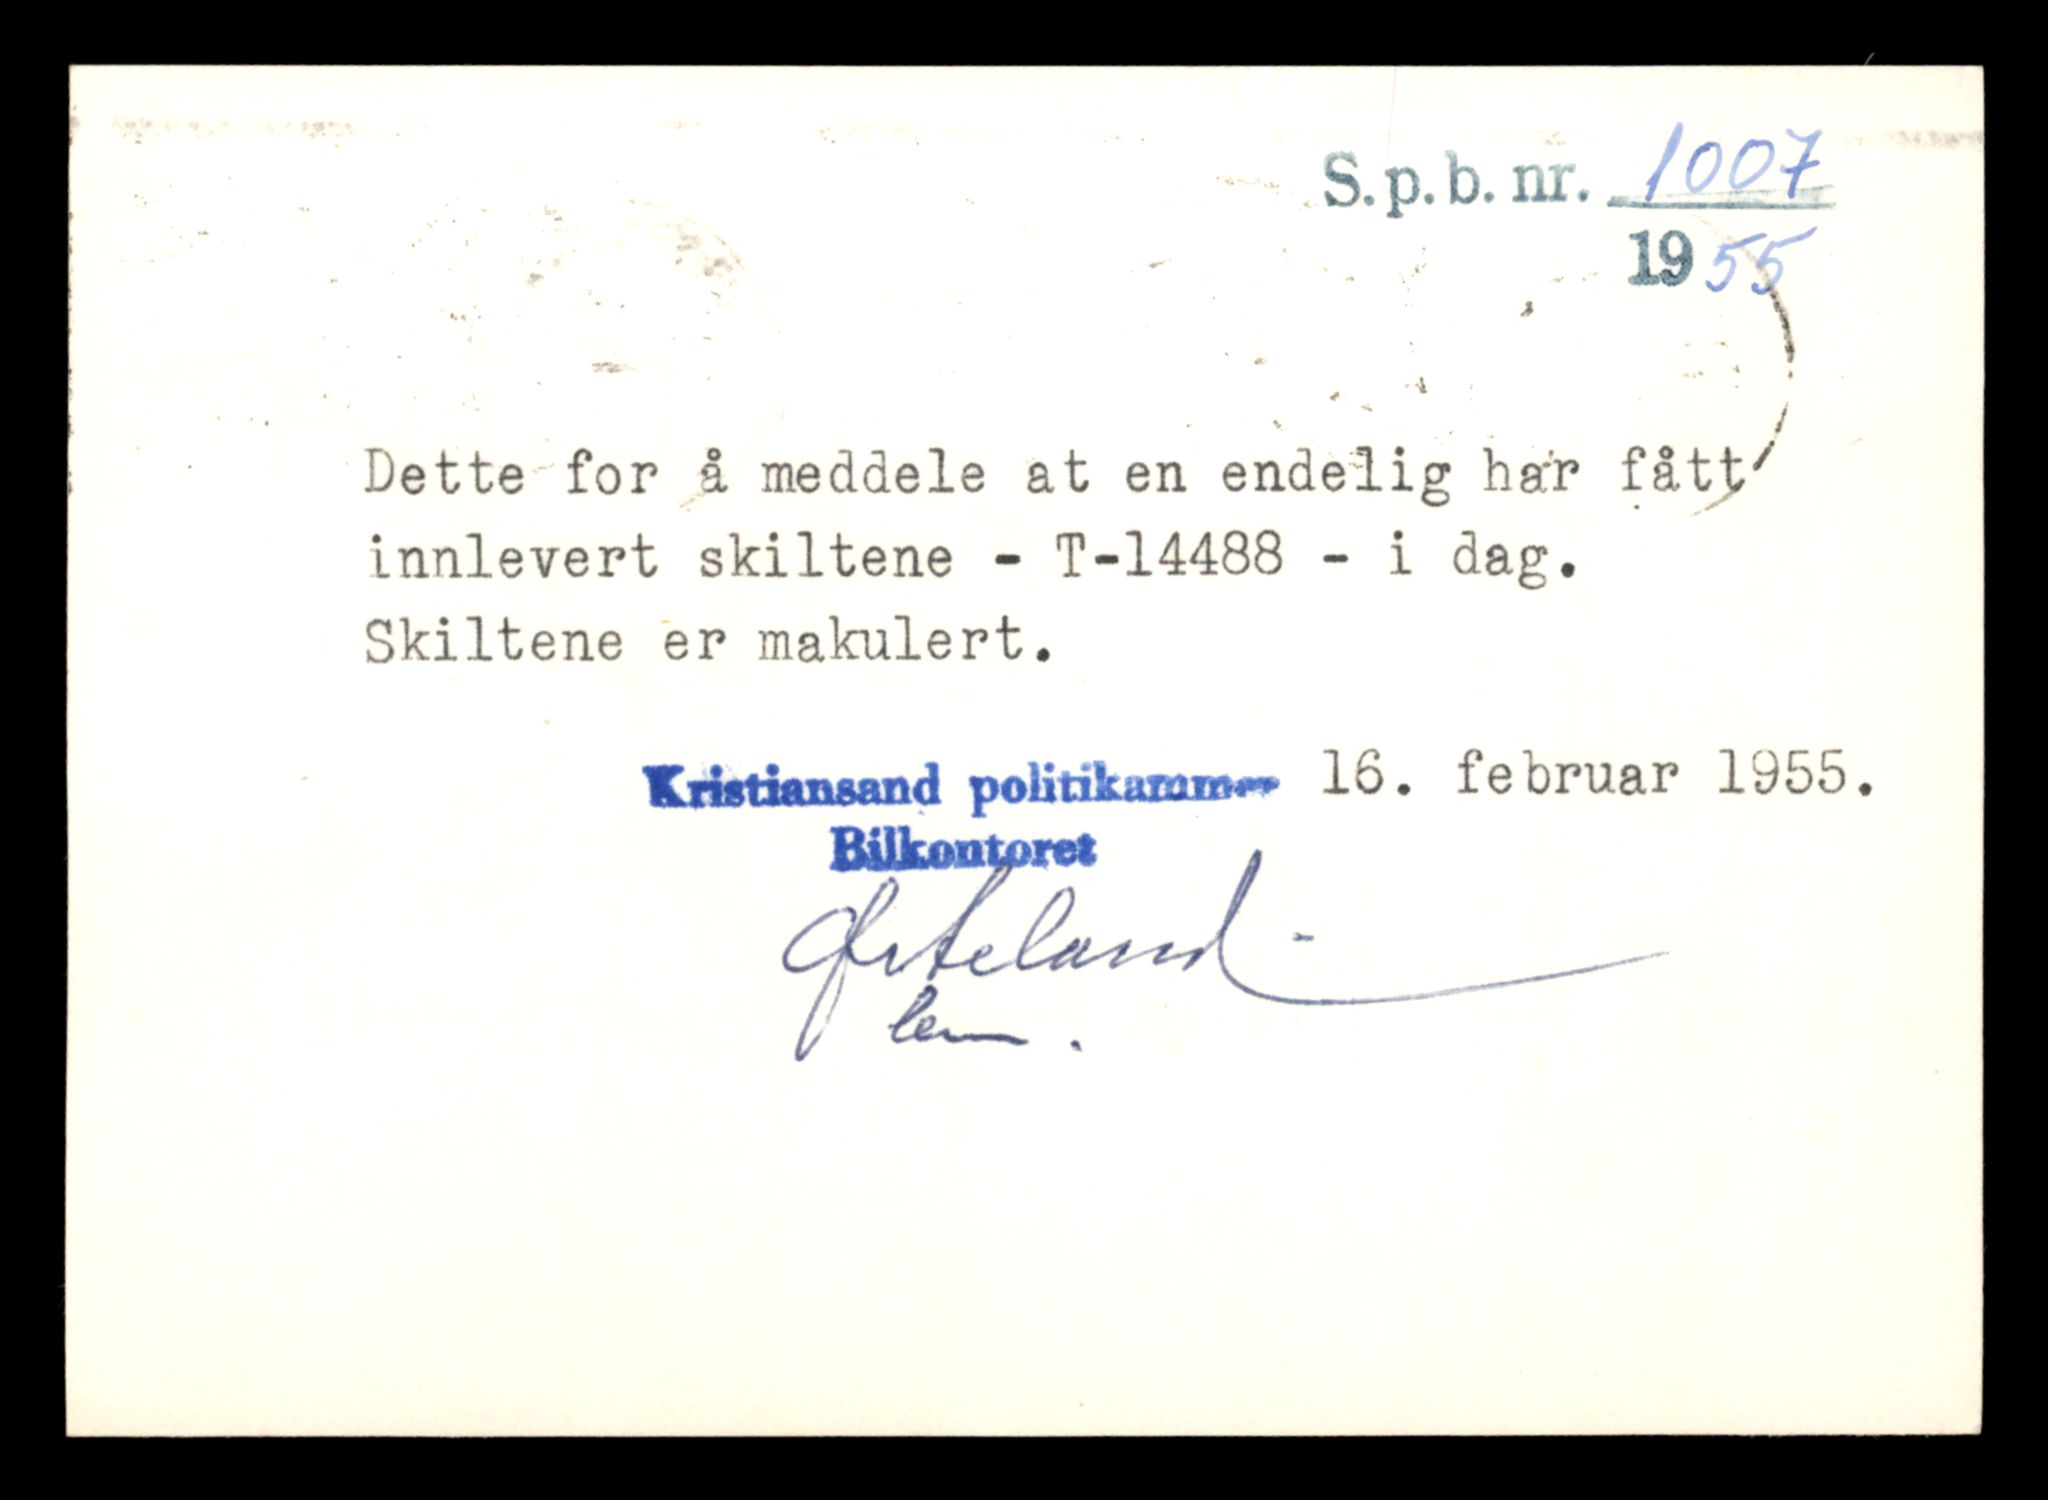 S.p.b. nr. 1007
1955
Dette for å meddele at en endelig har fått
innlevert skiltene - T-14488 - i dag.
Skiltene er makulert.
Kristiansand politikammer 16. februar 1955.
Bilkontoret